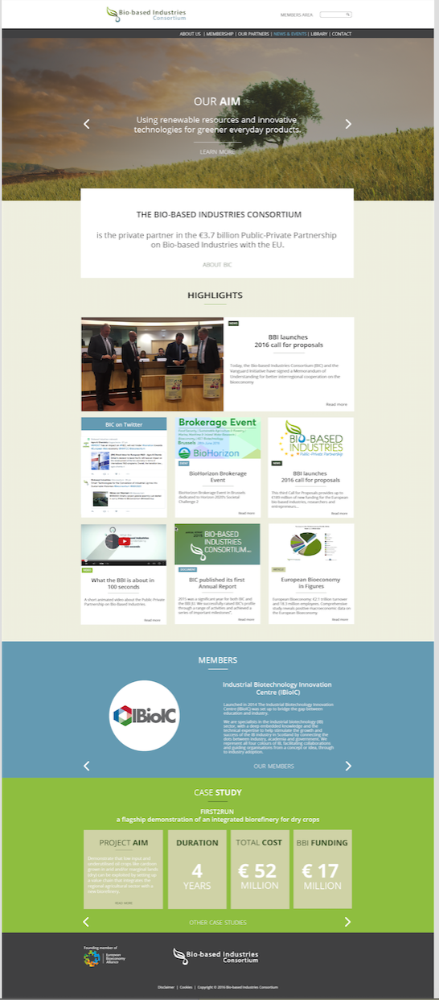 Bio-based Industries
Consortium
MEMBERS AREA
ABOUT US | MEMBERSHIP | OUR PARTNERS | NEWS & EVENTS | LIBRARY | CONTACT
OUR AIM
Using renewable resources and innovative
technologies for greener everyday products.
LEARN MORE
THE BIO-BASED INDUSTRIES CONSORTIUM
is the private partner in the €3.7 billion Public-Private Partnership
on Bio-based Industries with the EU.
ABOUT BIC
HIGHLIGHTS
NEWS
BBI launches
2016 call for proposals
Today, the Bio-based Industries Consortium (BIC) and the
Vanguard Initiative have signed a Memorandum of
Understanding for better interregional cooperation on the
bioeconomy
Read more
BIC on Twitter
Brokerage Event
Brussels
BioHorizon
EVENT
BioHorizon Brokerage
Event
BioHorizon Brokerage Event in Brussels
dedicated to Horizon 2020's Societal
Challenge 2
Read more
BIO-BASED
INDUSTRIES
Public-Private Partnership
NEWS
BBI launches
2016 call for proposals
This third Call for Proposals provides up to
€189 million of new funding for the European
bio-based industries, researchers and
entrepreneurs...
Read more
VIDEO
What the BBI is about in
100 seconds
A short animated video about the Public-Private
Partnership on Bio-Based Industries.
Read more
BIO-BASED
INDUSTRIES
CONSORTIUM
DOCUMENT
BIC published its first
Annual Report
2015 was a significant year for both BIC and
the BBI JU. We successfully raised BIC's profile
through a range of activities and achieved a
series of important milestones".
Read more
ARTICLE
European Bioeconomy
in Figures
European Bioeconomy: €2.1 trillion turnover
and 18.3 million employees. Comprehensive
study reveals positive macroeconomic data on
the European Bioeconomy
Read more
MEMBERS
IBioIC
Industrial Biotechnology Innovation
Centre (IBioIC)
Launched in 2014 The Industrial Biotechnology Innovation
Centre (IBioIC) was set up to bridge the gap between
education and industry.
We are specialists in the industrial biotechnology (IB)
sector, with a deep embedded knowledge and the
technical expertise to help stimulate the growth and
success of the IB industry in Scotland by connecting the
dots between industry, academia and government. We
represent all four colours of IB, facilitating collaborations
and guiding organisations from a concept or idea, through
to industry adoption.
OUR MEMBERS
CASE STUDY
FIRST2RUN
a flagship demonstration of an integrated biorefinery for dry crops
PROJECT AIM
Demonstrate that low input and
underutilised oil crops like cardoon
grown in arid and/or marginal lands
(dry) can be exploited by setting up
a value chain that integrates the
regional agricultural sector with a
new biorefinery.
READ MORE
DURATION
4
YEARS
TOTAL COST
€ 52
MILLION
BBI FUNDING
€ 17
MILLION
OTHER CASE STUDIES
Founding member of
European
Bioeconomy
Alliance
Bio-based Industries
Consortium
Disclaimer | Cookies | Copyright © 2016 Bio-based Industries Consortium